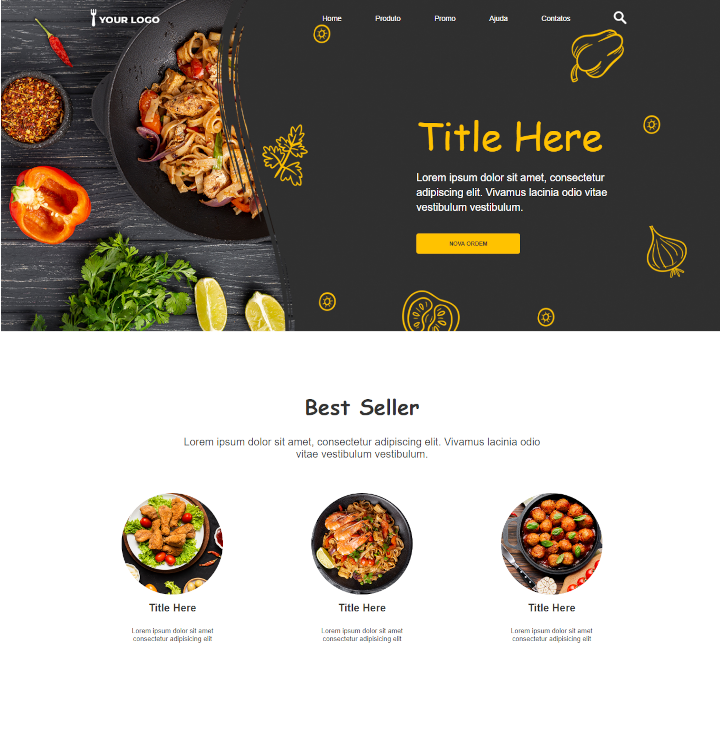 YOUR LOGO
Home Produto Promo Ajuda Contatos
Title Here
Lorem ipsum dolor sit amet, consectetur
adipiscing elit. Vivamus lacinia odio vitae
vestibulum vestibulum.
NOVA ORDEM
Best Seller
Lorem ipsum dolor sit amet, consectetur adipiscing elit. Vivamus lacinia odio
vitae vestibulum vestibulum.
Title Here
Lorem ipsum dolor sit amet
consectetur adipisicing elit
Title Here
Lorem ipsum dolor sit amet
consectetur adipisicing elit
Title Here
Lorem ipsum dolor sit amet
consectetur adipisicing elit